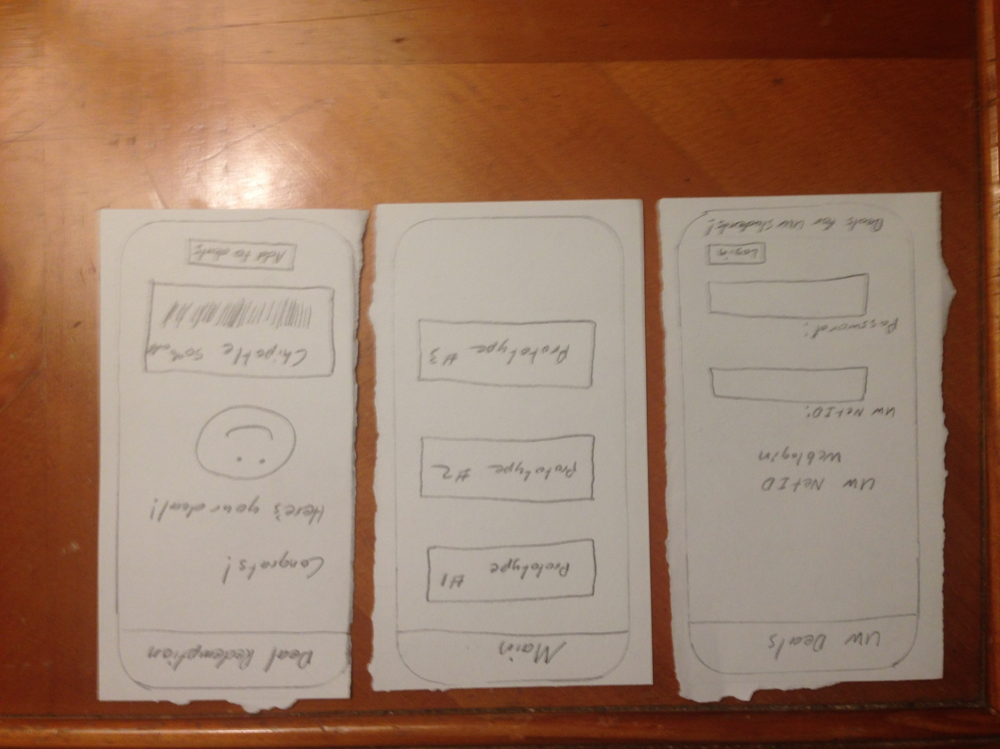 UW Deals
UW NetID
Weblogin
UW NetID:
Password:
Login
Deals for UW students!
Main
Prototype #1
Prototype #2
Prototype #3
Deal Redemption
Congrats!
Here's your deal!
Chipotle 50% off
Add to deals